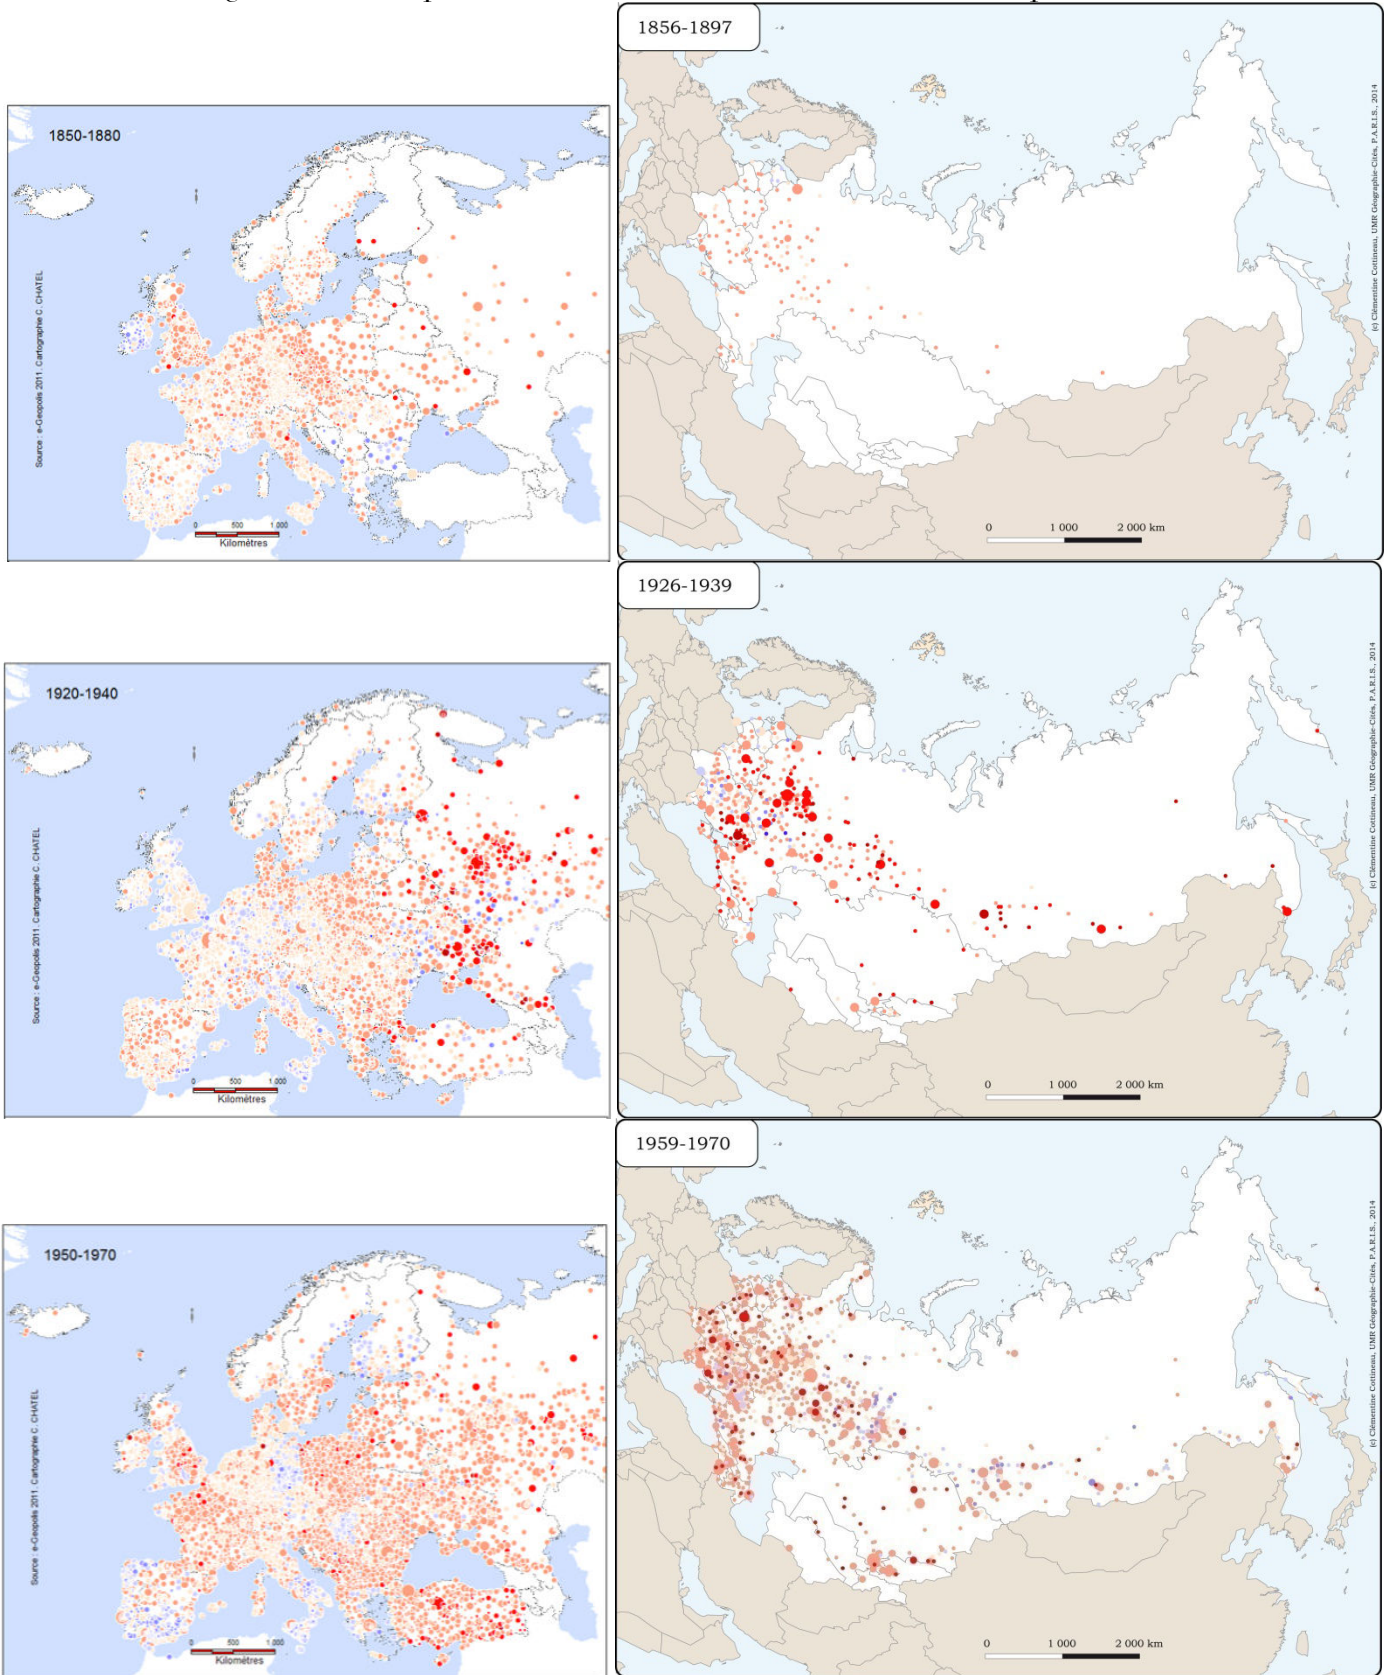 1856-1897
1850-1880
Source : e-Geopolis 2011. Cartographie C. CHATEL
0 500 1 000
Kilomètres
0 1 000 2 000 km
(c) Clémentine Cottineau, UMR Géographie-Cités, P.A.R.I.S., 2014
1926-1939
1920-1940
Source : e-Geopolis 2011. Cartographie C. CHATEL
0 500 1 000
Kilomètres
0 1 000 2 000 km
(c) Clémentine Cottineau, UMR Géographie-Cités, P.A.R.I.S., 2014
1959-1970
1950-1970
Source : e-Geopolis 2011. Cartographie C. CHATEL
0 500 1 000
Kilomètres
0 1 000 2 000 km
(c) Clémentine Cottineau, UMR Géographie-Cités, P.A.R.I.S., 2014